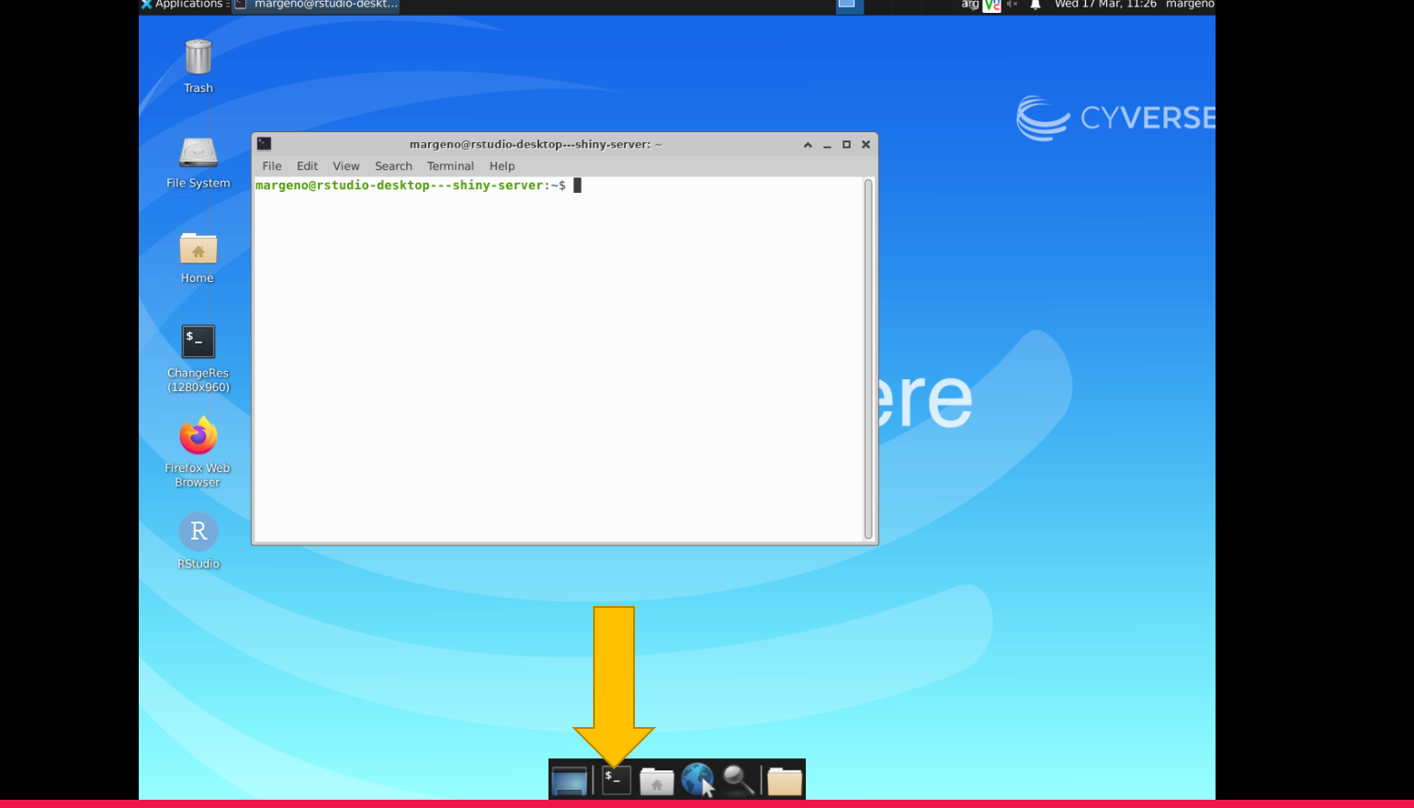 Applications
margeno@rstudio-deskt...
Wed 17 Mar, 11:26 margeno
Trash
CYVERSE
File System
margeno@rstudio-desktop---shiny-server: ~
File Edit View Search Terminal Help
margeno@rstudio-desktop---shiny-server:~$
Home
$_
ChangeRes
(1280x960)
ere
Firefox Web
Browser
R
RStudio
$_